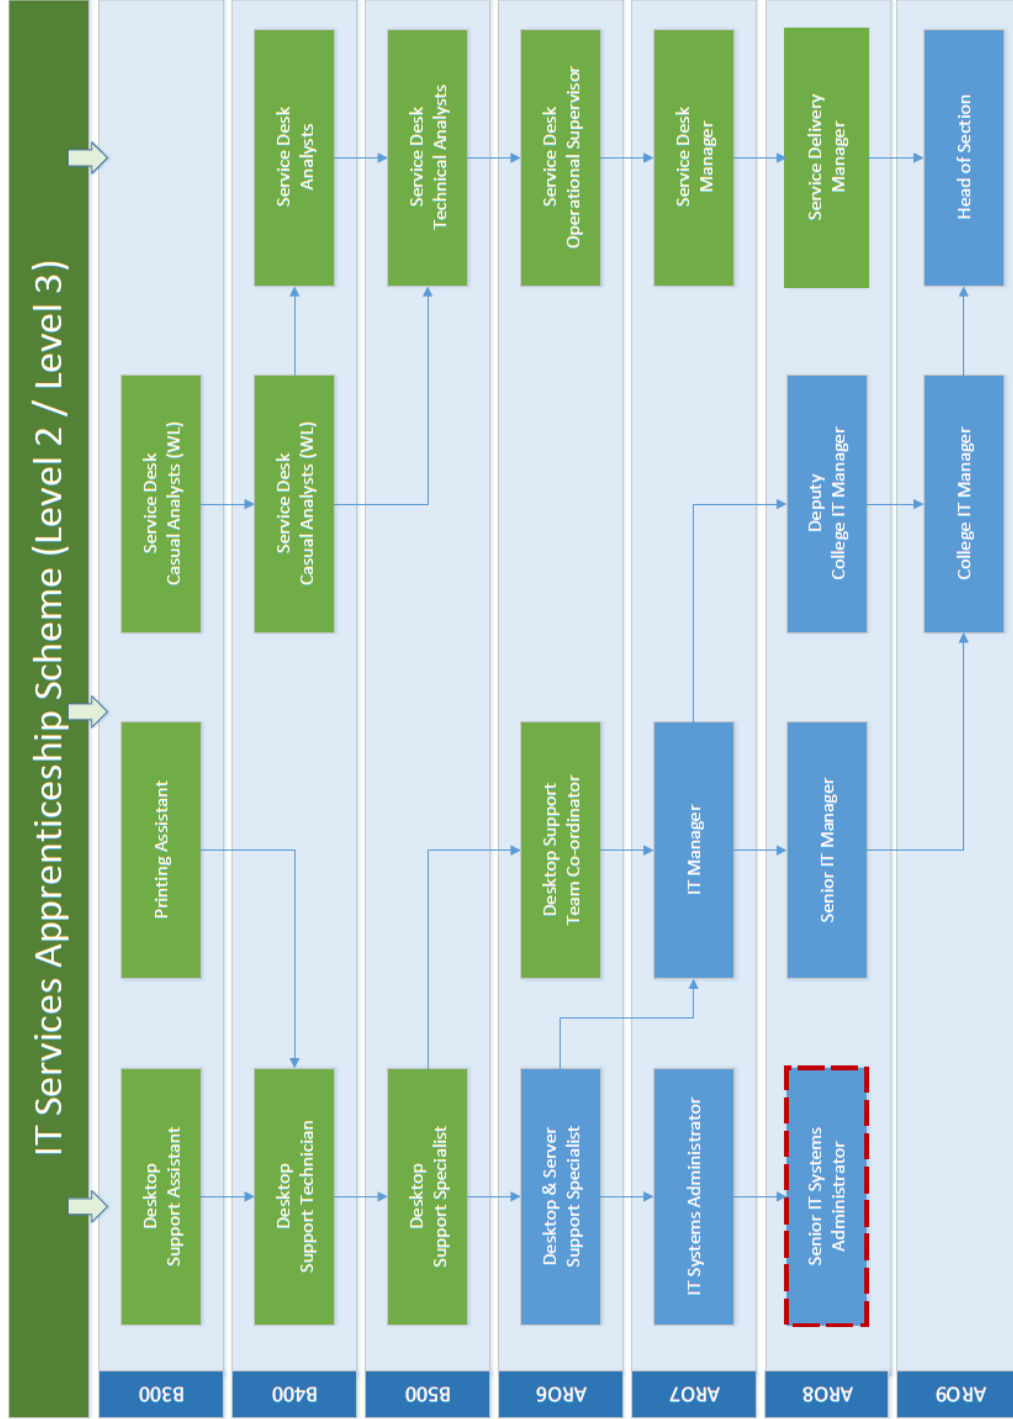 IT Services Apprenticeship Scheme (Level 2 / Level 3)
B300
Desktop
Support Assistant
Printing Assistant
Service Desk
Casual Analysts (WL)
B400
Desktop
Support Technician
Service Desk
Casual Analysts (WL)
Service Desk
Analysts
B500
Desktop
Support Specialist
Service Desk
Technical Analysts
ARO6
Desktop & Server
Support Specialist
Desktop Support
Team Co-ordinator
Service Desk
Operational Supervisor
ARO7
IT Systems Administrator
IT Manager
Service Desk
Manager
ARO8
Senior IT Systems
Administrator
Senior IT Manager
Deputy
College IT Manager
Service Delivery
Manager
ARO9
College IT Manager
Head of Section